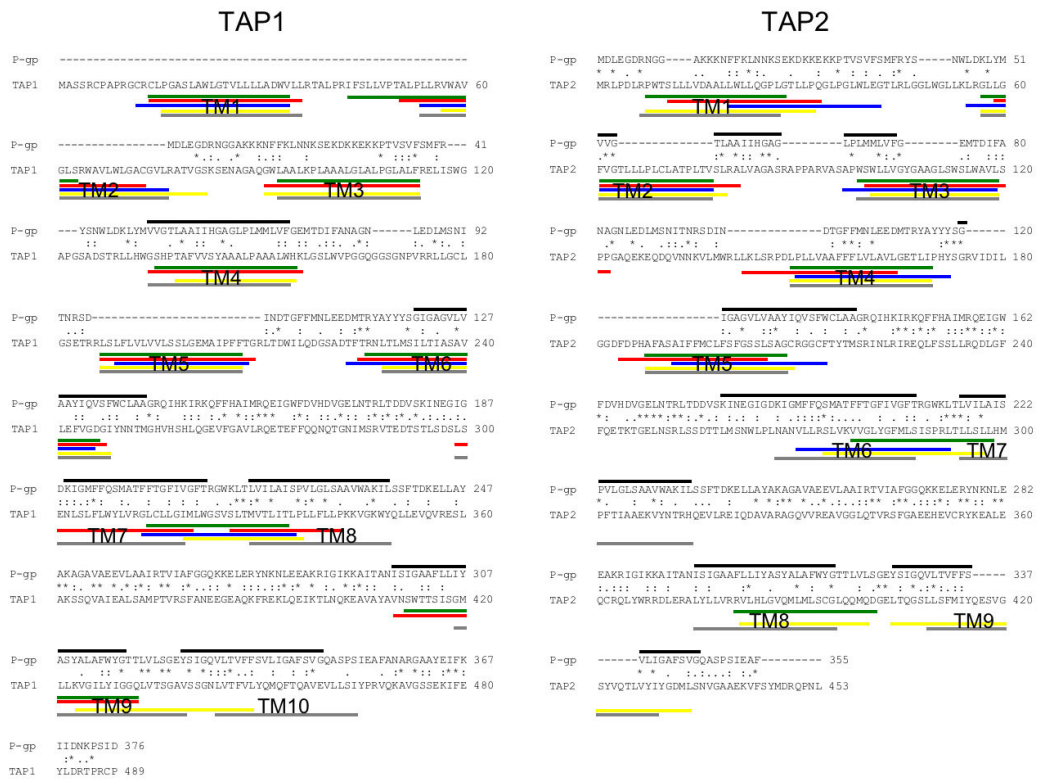 TAP1
P-gp ------------------------------------------------------------
TAP1 MASSRCPAPRGCRCLPGASLAWLGTVLLLLADWVLLRTALPRIFSLLVPTALPLLRVWAV 60
TM1
P-gp ----------------MDLEGDRNGGAKKKNNFFKLNNKSEKDKKEKKPTVSVFSMFR-- 41
TAP1 GLSRWAVLWLGACGVLRATVGSKSENAGAQGWLAALKPLAAALGLALPGLALFRELISWG 120
TM2 TM3
P-gp ---YSNWLDKLYMVVGTLAAIIHGAGLPLMMLVFGEMTDIFANAGN------LEDLMSNI 92
TAP1 APGSADSTRLLHWGSHPTAFVVSYAAALPAAALWHKLGSLWVPGGQGGSGNPVRRLLGCL 180
TM4
P-gp TNRSD-------------------------INDTGFFMNLEEDMTRYAYYYSGIGAGVLV 127
TAP1 GSETRRLSLFLVLVVLSSLGEMAIPFFTGRLTDWILQDGSADTFTRNLTLMSILTIASAV 240
TM5 TM6
P-gp AAYIQVSFWCLAAGRQIHKIRKQFFHAIMRQEIGWFDVHDVGELNTRLTDDVSKINEGIG 187
TAP1 LEFVGDGIYNNTMGHVHSHLQGEVFGAVLRQETEFFQQNQTGNIMSRVTEDTSTLSDSLS 300
P-gp DKIGMFFQSMATFFTGFIVGFTRGWKLTLVILAISPVLGLSAAVWAKILSSFTDKELLAY 247
TAP1 ENLSLFLWYLVRGLCLLGIMLWGSVSLTMVTLITLPLLFLLPKKVGKWYQLLEVQVRESL 360
TM7 TM8
P-gp AKAGAVAEEVLAAIRTVIAFGGQKKELERYNKNLEEAKRIGIKKAITANISIGAAFLLIY 307
TAP1 AKSSQVAIEALSAMPTVRSFANEEGEAQKFREKLQEIKTLNQKEAVAYAVNSWTTSISGM 420
P-gp ASYALAFWYGTTLVLSGEYSIGQVLTVFFSVLIGAFSVGQASPSIEAFANARGAAYEIFK 367
TAP1 LLKVGILYIGGQLVTSGAVSSGNLVTFVLYQMQFTQAVEVLLSIYPRVQKAVGSSEKIFE 480
TM9 TM10
P-gp IIDNKPSID 376
TAP1 YLDRTPRCP 489
TAP2
P-gp MDLEGDRNGG----AKKKNNFFKLNNKSEKDKKEKKPTVSVFSMFRYS----NWLDKLYM 51
TAP2 MRLPDLRPWTSLLLVDAALLWLLQGPLGTLLPQGLPGLWLEGTLRLGGLWGLLKLRGLLG 60
TM1
P-gp VVG--------------TLAAIIHGAG---------LPLMMLVFG--------EMTDIFA 80
TAP2 FVGTLLLPLCLATPLTVSLRALVAGASRAPPARVASAPWSWLLVGYGAAGLSWSLWAVLS 120
TM2 TM3
P-gp NAGNLEDLMSNITNRSDIN--------------DTGFFMNLEEDMTRYAYYYSG------ 120
TAP2 PPGAQEKEQDQVNNKVLMWRLLKLSRPDLPLLVAAFFFLVLAVLGETLIPHYSGRVIDIL 180
TM4
P-gp ------------------IGAGVLVAAYIQVSFWCLAAGRQIHKIRKQFFHAIMRQEIGW 162
TAP2 GGDFDPHAFASAIFFMCLFSFGSSLSAGCRGGCFTYTMSRINLRIREQLFSSLLRQDLGF 240
TM5
P-gp FDVHDVGELNTRLTDDVSKINEGIGDKIGMFFQSMATFFTGFIVGFTRGWKLTLVILAIS 222
TAP2 FQETKTGELNSRLSSDTTLMSNWLPLNANVLLRSLVKVVGLYGFMLSISPRLTLLSLLHM 300
TM6 TM7
P-gp PVLGLSAAVWAKILSSFTDKELLAYAKAGAVAEEVLAAIRTVIAFGGQKKELERYNKNLE 282
TAP2 PFTIAAEKVYNTRHQEVLREIQDAVARAGQVVREAVGGLQTVRSFGAEEHEVCRYKEALE 360
P-gp EAKRIGIKKAITANISIGAAFLLIYASYALAFWYGTTLVLSGEYSIGQVLTVFFS----- 337
TAP2 QCRQLYWRRDLERALYLLVRRVLHLGVQMLMLSCGLQQMQDGELTQGSLLSFMIYQESVG 420
TM8 TM9
P-gp ------VLIGAFSVGQASPSIEAF--------- 355
TAP2 SYVQTLVYIYGDMLSNVGAAEKVFSYMDRQPNL 453